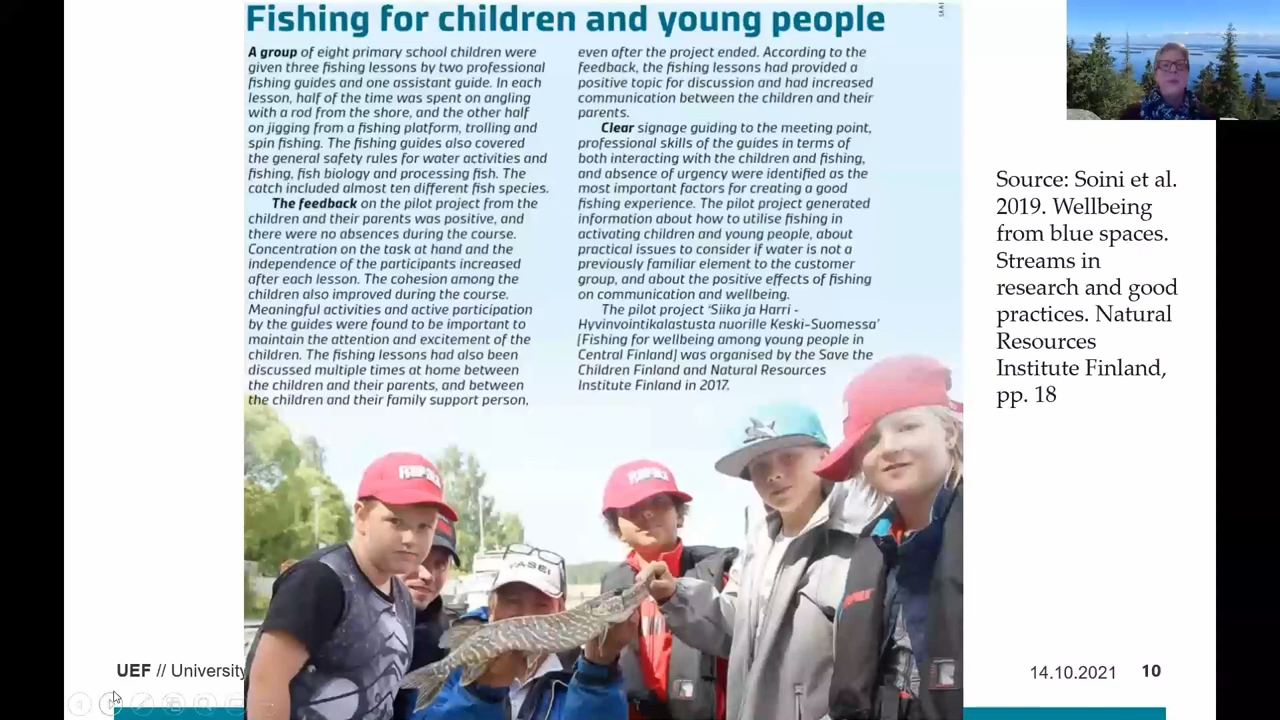 Fishing for children and young people
A group of eight primary school children were
given three fishing lessons by two professional
fishing guides and one assistant guide. In each
lesson, half of the time was spent on angling
with a rod from the shore, and the other half
on jigging from a fishing platform, trolling and
spin fishing. The fishing guides also covered
the general safety rules for water activities and
fishing, fish biology and processing fish. The
catch included almost ten different fish species.
The feedback on the pilot project from the
children and their parents was positive, and
there were no absences during the course.
Concentration on the task at hand and the
independence of the participants increased
after each lesson. The cohesion among the
children also improved during the course.
Meaningful activities and active participation
by the guides were found to be important to
maintain the attention and excitement of the
children. The fishing lessons had also been
discussed multiple times at home between
the children and their parents, and between
the children and their family support person,
even after the project ended. According to the
feedback, the fishing lessons had provided a
positive topic for discussion and had increased
communication between the children and their
parents.
Clear signage guiding to the meeting point,
professional skills of the guides in terms of
both interacting with the children and fishing,
and absence of urgency were identified as the
most important factors for creating a good
fishing experience. The pilot project generated
information about how to utilise fishing in
activating children and young people, about
practical issues to consider if water is not a
previously familiar element to the customer
group, and about the positive effects of fishing
on communication and wellbeing.
The pilot project ‘Siika ja Harri -
Hyvinvointikalastusta nuorille Keski-Suomessa’
[Fishing for wellbeing among young people in
Central Finland] was organised by the Save the
Children Finland and Natural Resources
Institute Finland in 2017.
Source: Soini et al.
2019. Wellbeing
from blue spaces.
Streams in
research and good
practices. Natural
Resources
Institute Finland,
pp. 18
UEF // University
14.10.2021 10